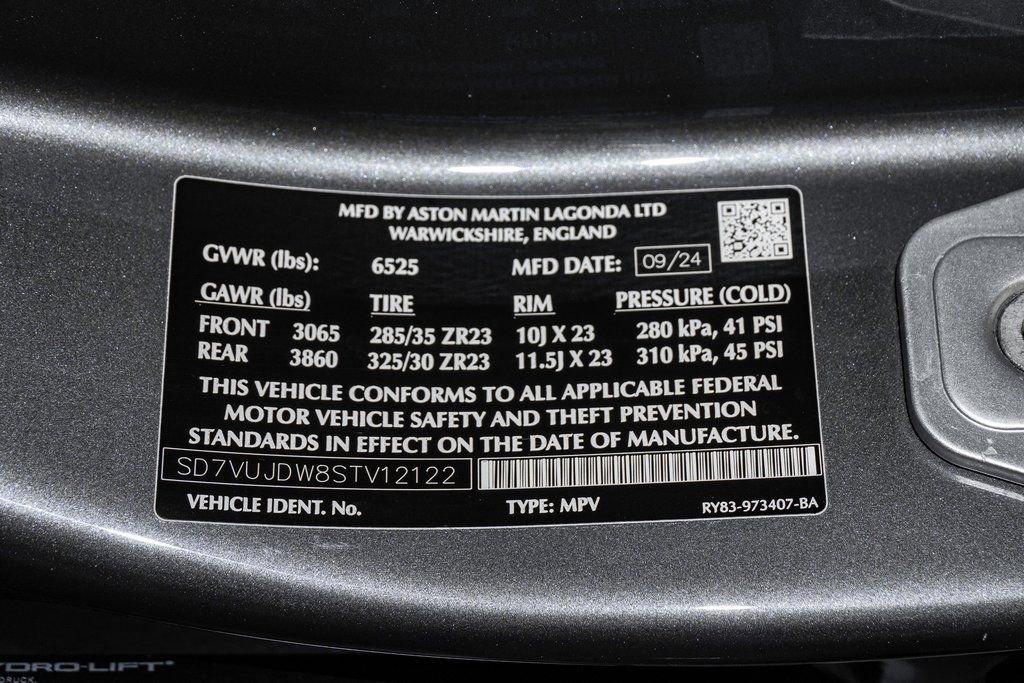 MFD BY ASTON MARTIN LAGONDA LTD
WARWICKSHIRE, ENGLAND
GVWR (lbs): 6525 MFD DATE: 09/24
GAWR (lbs) TIRE RIM PRESSURE (COLD)
FRONT 3065 285/35 ZR23 10J X 23 280 kPa, 41 PSI
REAR 3860 325/30 ZR23 11.5J X 23 310 kPa, 45 PSI
THIS VEHICLE CONFORMS TO ALL APPLICABLE FEDERAL
MOTOR VEHICLE SAFETY AND THEFT PREVENTION
STANDARDS IN EFFECT ON THE DATE OF MANUFACTURE.
SD7VUJDW8STV12122
VEHICLE IDENT. No. TYPE: MPV RY83-973407-BA